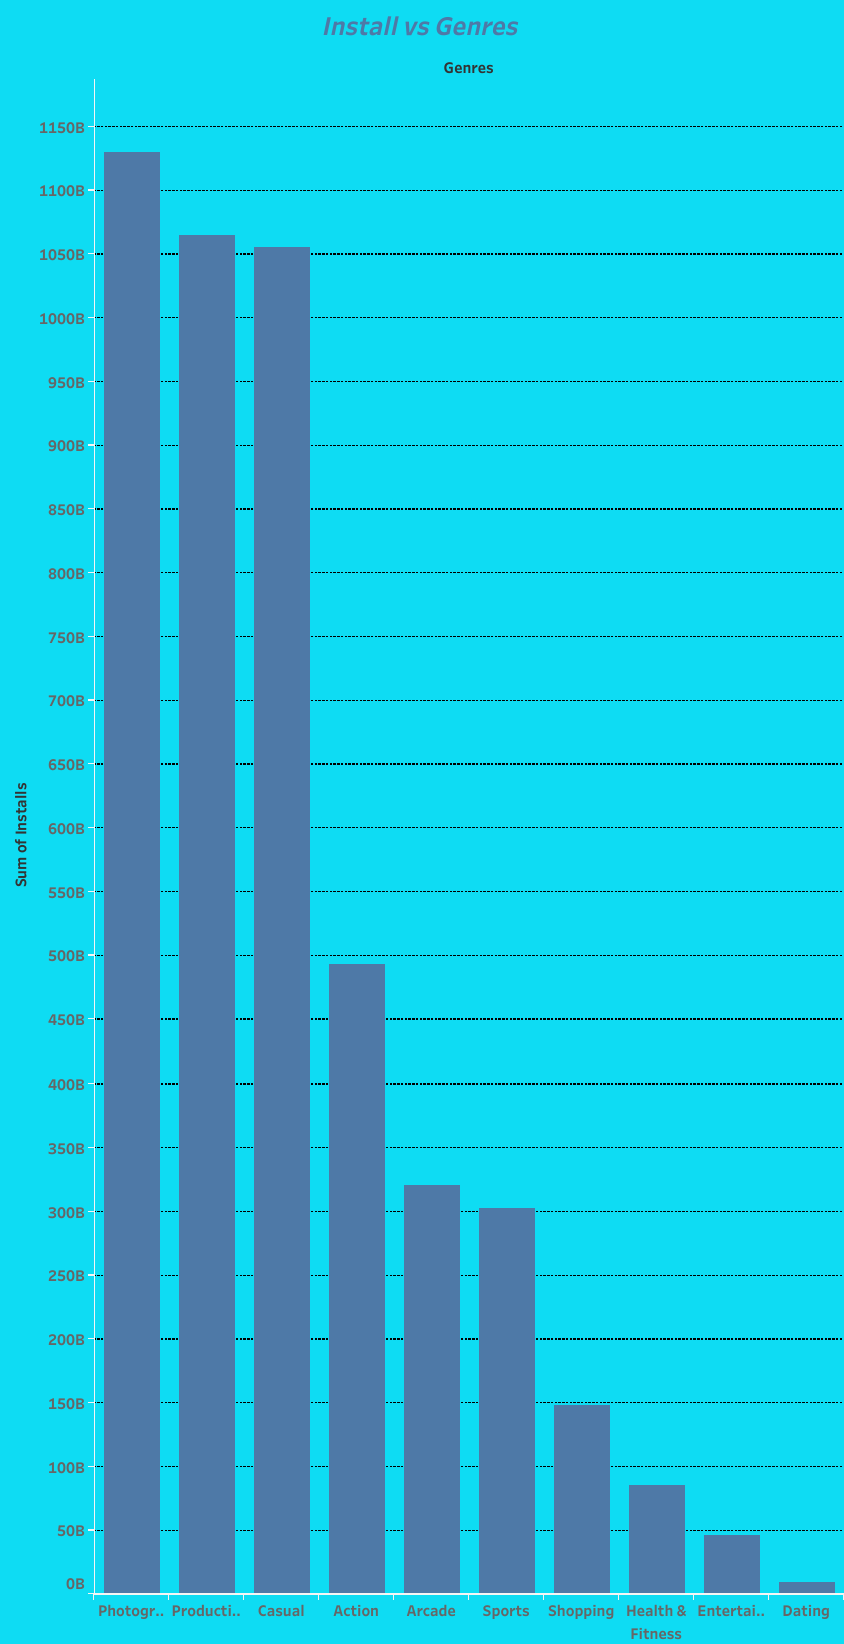 Install vs Genres
Genres
1150B
1100B
1050B
1000B
950B
900B
850B
800B
750B
700B
650B
600B
550B
500B
450B
400B
350B
300B
250B
200B
150B
100B
50B
0B
Sum of Installs
Photogr..
Producti..
Casual
Action
Arcade
Sports
Shopping
Health &
Fitness
Entertai..
Dating